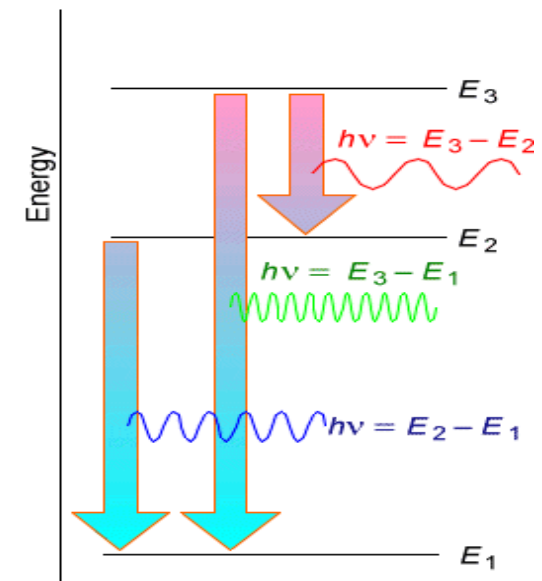 E₃
hν = E₃ – E₂
Energy
E₂
hν = E₃ – E₁
hν = E₂ – E₁
E₁